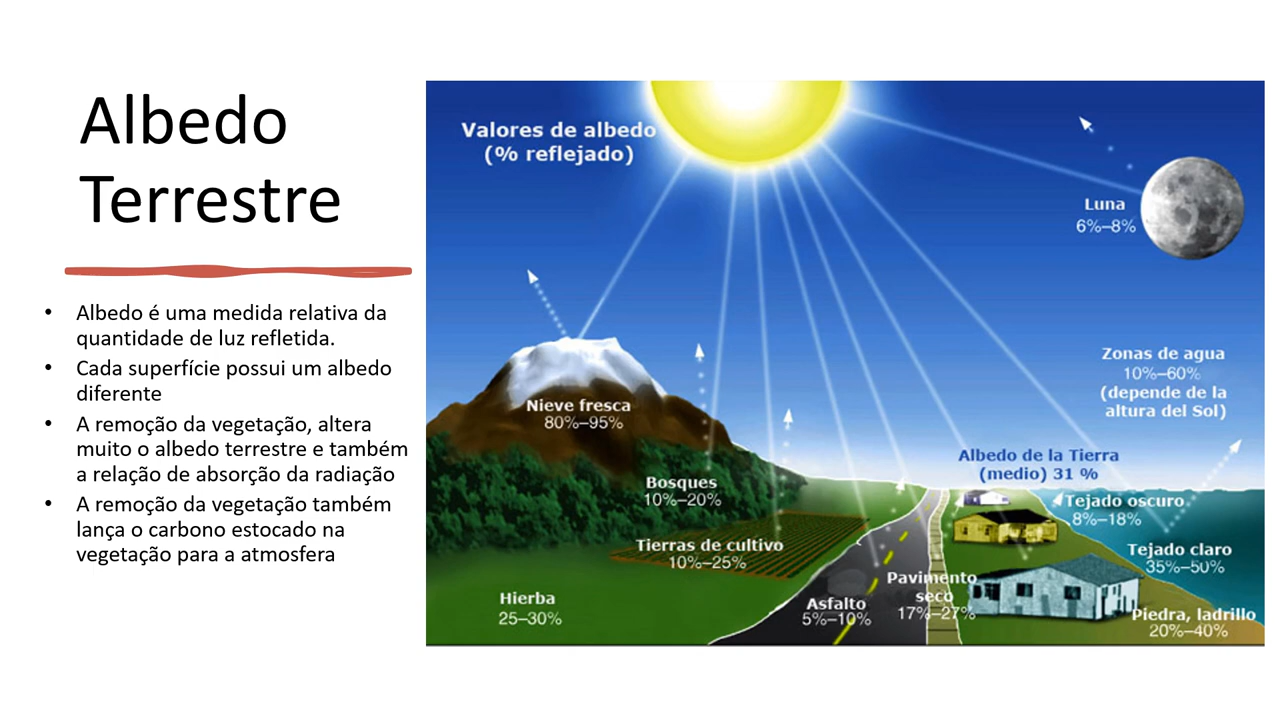 Albedo
Terrestre
• Albedo é uma medida relativa da
quantidade de luz refletida.
• Cada superfície possui um albedo
diferente
• A remoção da vegetação, altera
muito o albedo terrestre e também
a relação de absorção da radiação
• A remoção da vegetação também
lança o carbono estocado na
vegetação para a atmosfera
Valores de albedo
(% reflejado)
Luna
6%–8%
Zonas de agua
10%–60%
(depende de la
altura del Sol)
Nieve fresca
80%–95%
Albedo de la Tierra
(medio) 31 %
Bosques
10%–20%
Tejado oscuro
8%–18%
Tierras de cultivo
10%–25%
Tejado claro
35%–50%
Pavimento
seco
17%–27%
Hierba
25–30%
Asfalto
5%–10%
Piedra, ladrillo
20%–40%